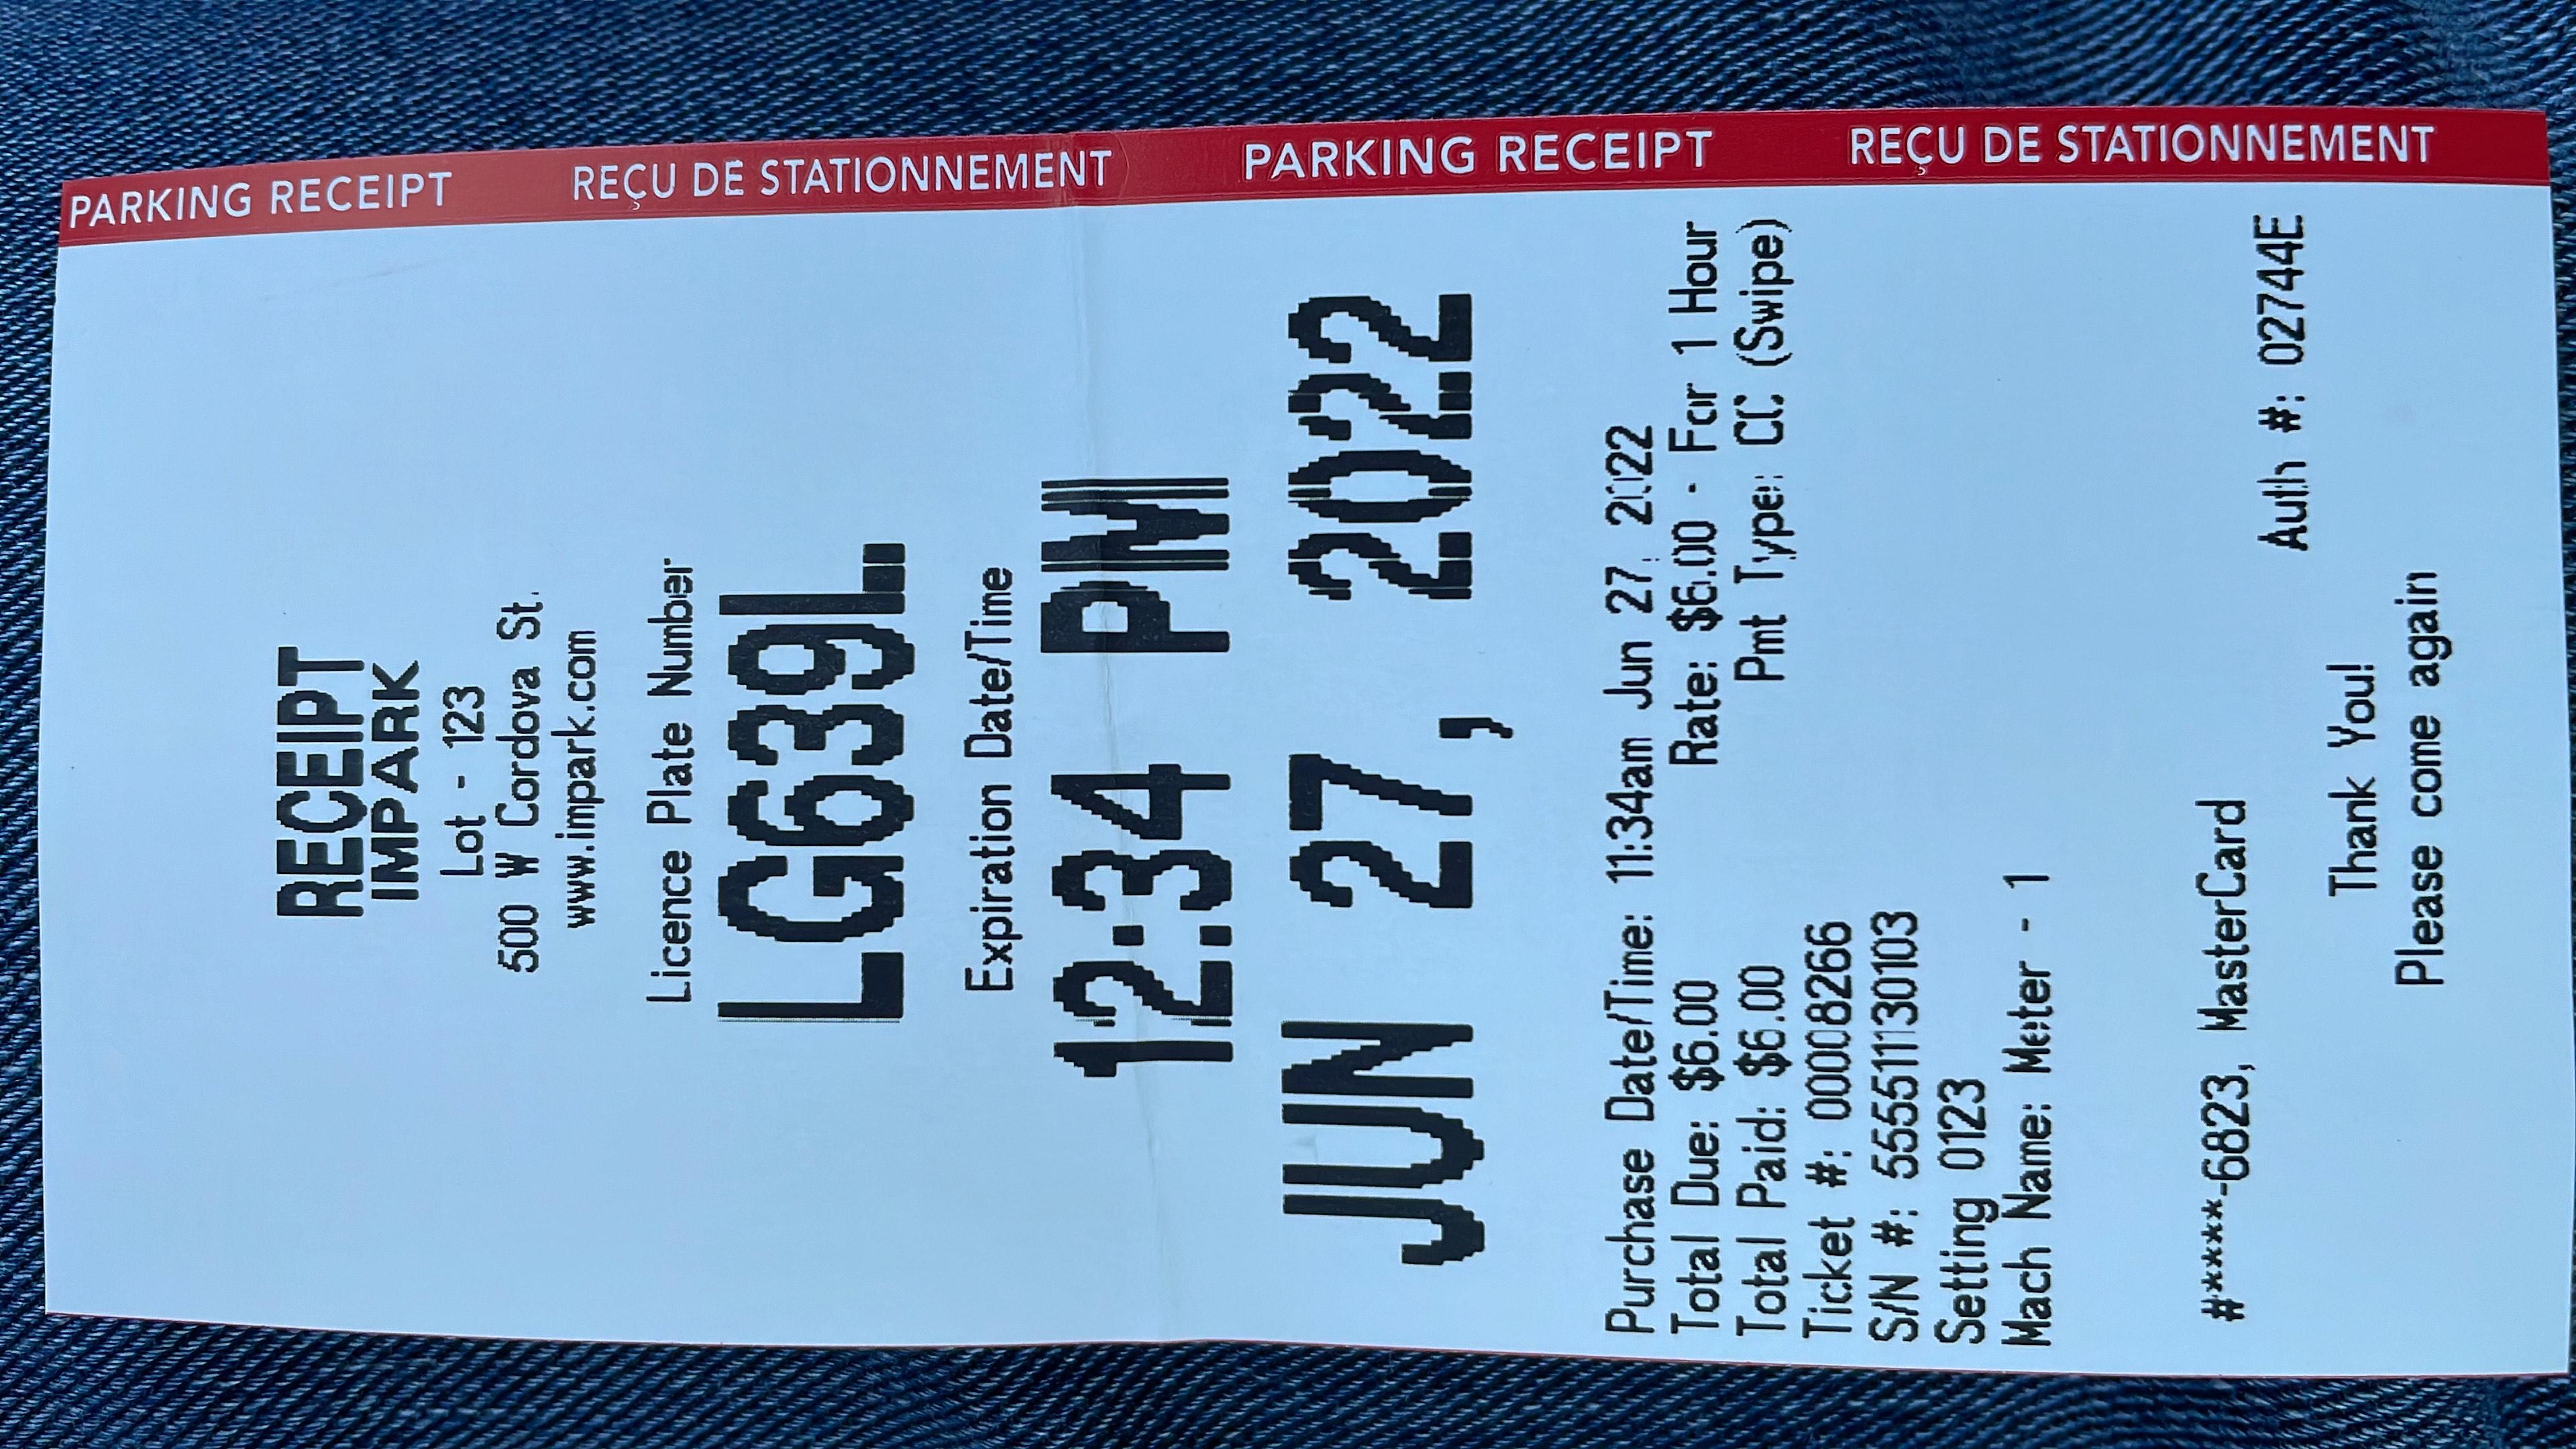 PARKING RECEIPT REÇU DE STATIONNEMENT PARKING RECEIPT REÇU DE STATIONNEMENT
RECEIPT
IMPARK
Lot - 123
500 W Cordova St.
www.impark.com
Licence Plate Number
LG639L
Expiration Date/Time
12:34 PM
JUN 27, 2022
Purchase Date/Time: 11:34am Jun 27, 2022
Total Due: $6.00 Rate: $6.00 - For 1 Hour
Total Paid: $6.00 Pmt Type: CC (Swipe)
Ticket #: 00008266
S/N #: 555511130103
Setting 0123
Mach Name: Meter - 1
#****-6823, MasterCard
Auth #: 02744E
Thank You!
Please come again